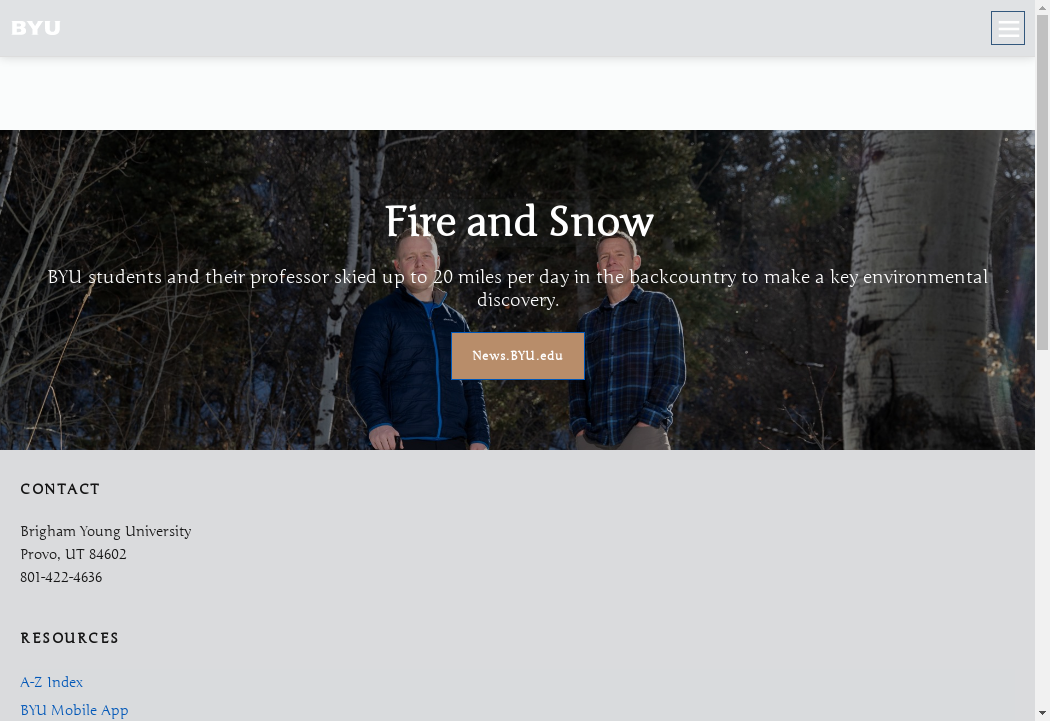 BYU
Fire and Snow
BYU students and their professor skied up to 20 miles per day in the backcountry to make a key environmental
discovery.
News.BYU.edu
CONTACT
Brigham Young University
Provo, UT 84602
801-422-4636
RESOURCES
A-Z Index
BYU Mobile App